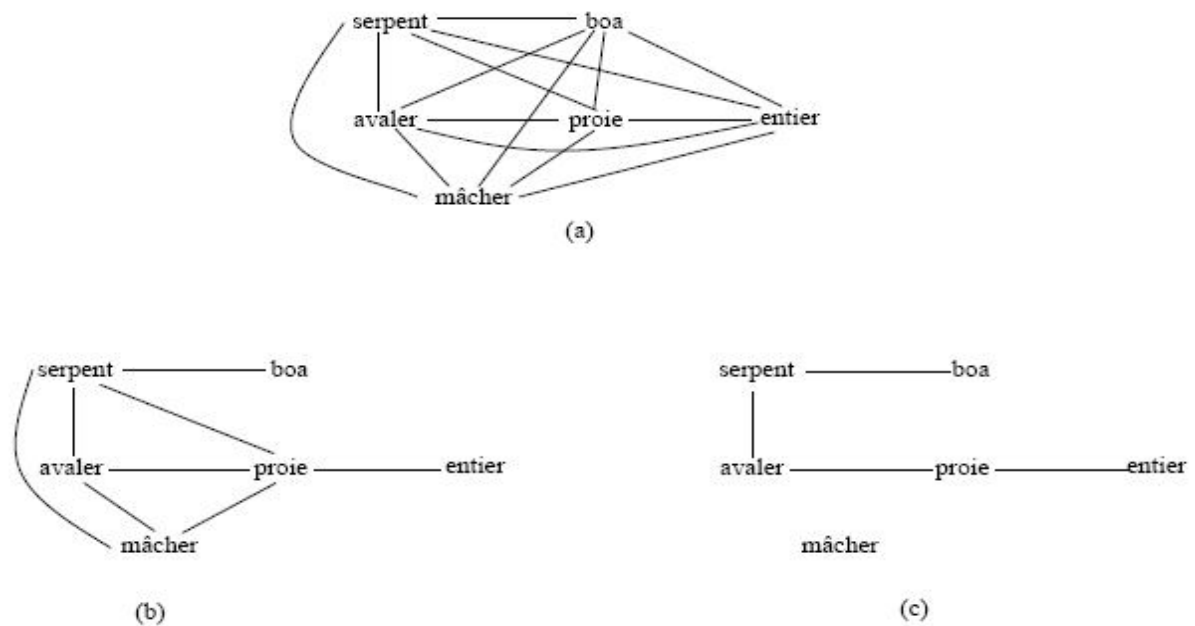 serpent boa
avaler proie entier
mâcher
(a)
serpent boa
avaler proie entier
mâcher
(b)
serpent boa
avaler proie entier
mâcher
(c)